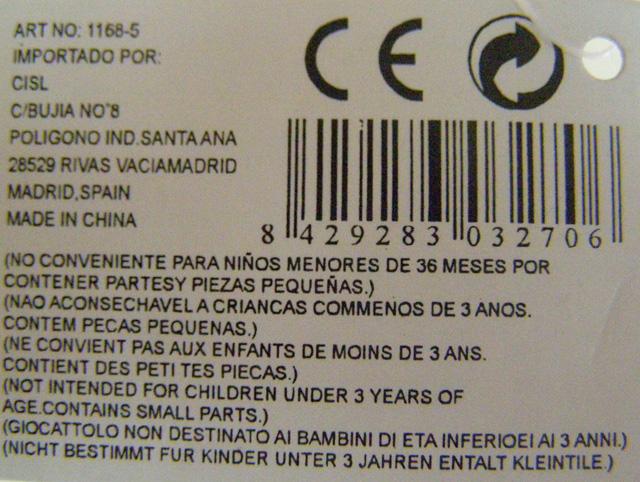 ART NO: 1168-5
IMPORTADO POR:
CISL
C/BUJIA NO°8
POLIGONO IND.SANTA ANA
28529 RIVAS VACIAMADRID
MADRID,SPAIN
MADE IN CHINA
CE
8 429283 032706
(NO CONVENIENTE PARA NIÑOS MENORES DE 36 MESES POR
CONTENER PARTESY PIEZAS PEQUEÑAS.)
(NAO ACONSECHAVEL A CRIANCAS COMMENOS DE 3 ANOS.
CONTEM PECAS PEQUENAS.)
(NE CONVIENT PAS AUX ENFANTS DE MOINS DE 3 ANS.
CONTIENT DES PETI TES PIECAS.)
(NOT INTENDED FOR CHILDREN UNDER 3 YEARS OF
AGE.CONTAINS SMALL PARTS.)
(GIOCATTOLO NON DESTINATO AI BAMBINI DI ETA INFERIOEI AI 3 ANNI.)
(NICHT BESTIMMT FUR KINDER UNTER 3 JAHREN ENTALT KLEINTILE.)